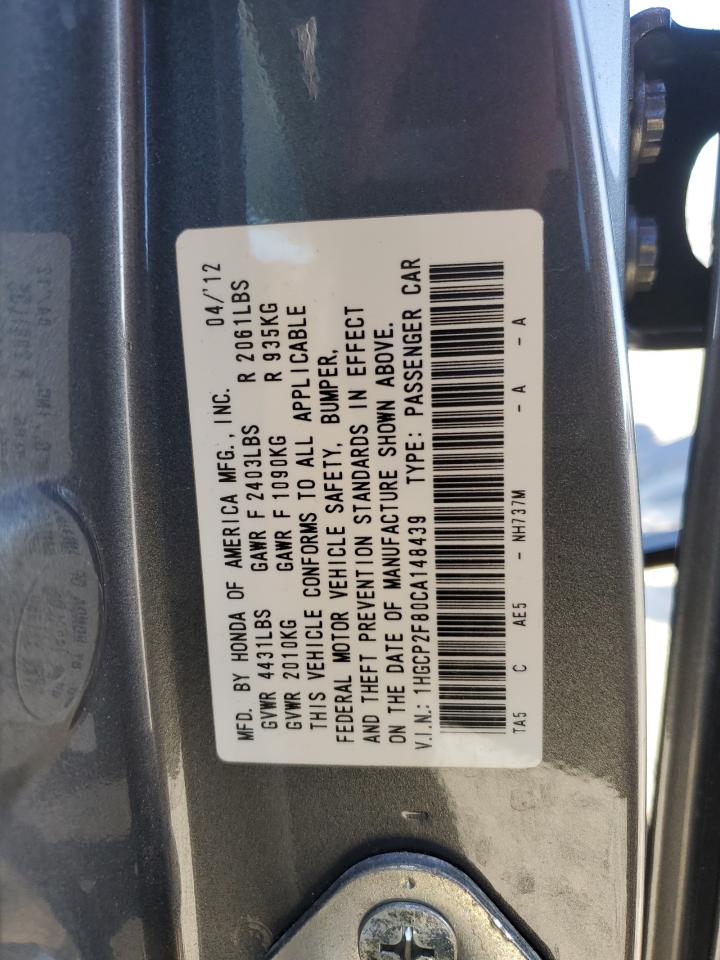 MFD. BY HONDA OF AMERICA MFG., INC. 04/'12
GVWR 4431LBS GAWR F 2403LBS R 2061LBS
GVWR 2010KG GAWR F 1090KG R 935KG
THIS VEHICLE CONFORMS TO ALL APPLICABLE
FEDERAL MOTOR VEHICLE SAFETY, BUMPER,
AND THEFT PREVENTION STANDARDS IN EFFECT
ON THE DATE OF MANUFACTURE SHOWN ABOVE.
V.I.N.: 1HGCP2F80CA148439 TYPE: PASSENGER CAR
TA5 C AE5 - NH737M - A - A